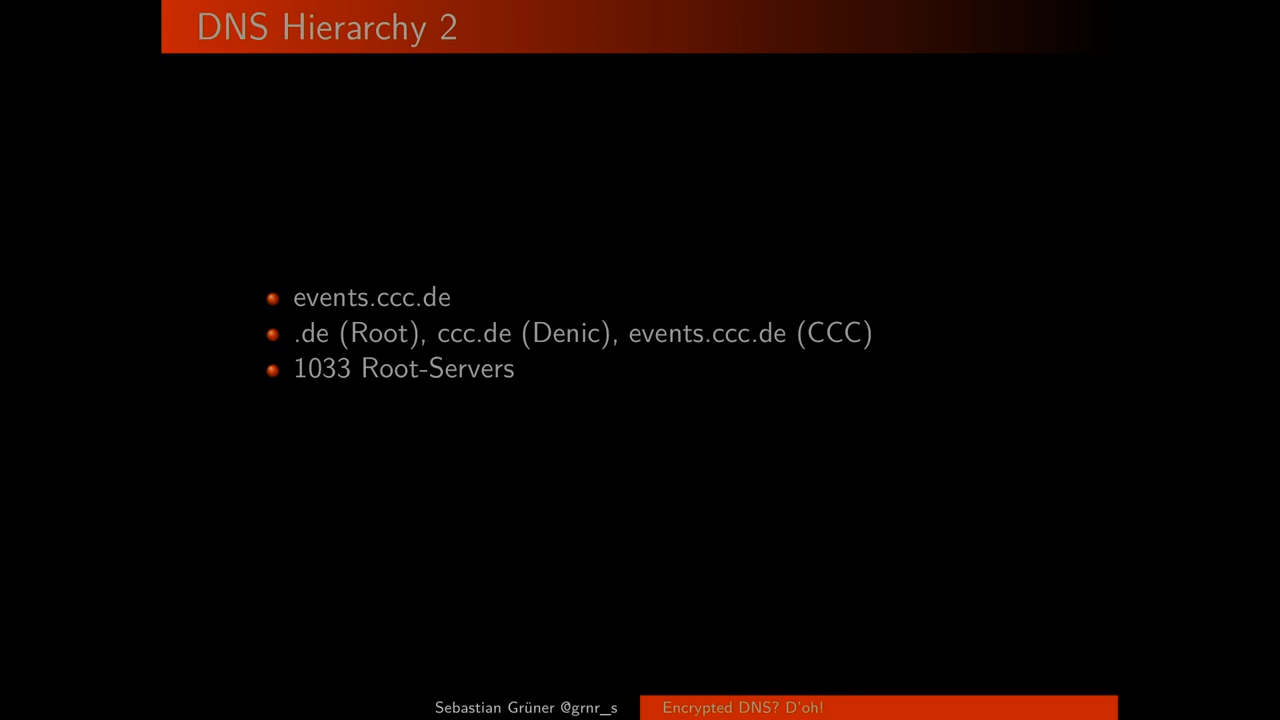 DNS Hierarchy 2
events.ccc.de
.de (Root), ccc.de (Denic), events.ccc.de (CCC)
1033 Root-Servers
Sebastian Grüner @grnr_s
Encrypted DNS? D'oh!